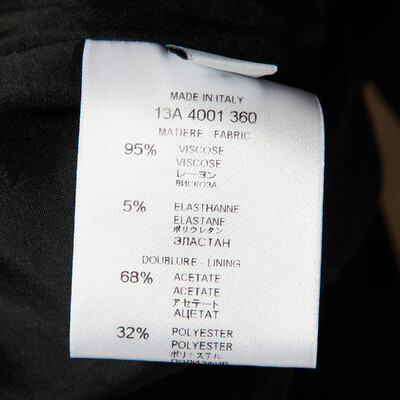 MADE IN ITALY
13A 4001 360
MATIERE - FABRIC
95% VISCOSE
VISCOSE
レーヨン
ВИСКОЗА
5% ELASTHANNE
ELASTANE
ポリウレタン
ЭЛАСТАН
DOUBLURE - LINING
68% ACETATE
ACETATE
アセテート
АЦЕТАТ
32% POLYESTER
POLYESTER
ポリエステル